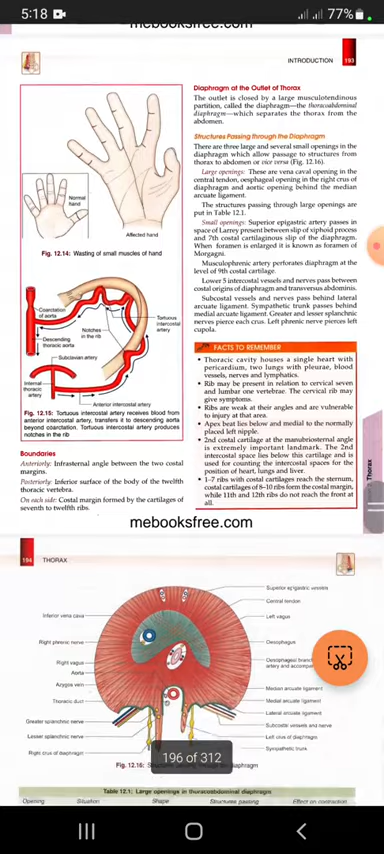 5:18
77%
mebooksfree.com
INTRODUCTION 193
Normal
hand
Affected hand
Fig. 12.14: Wasting of small muscles of hand
Coarctation
of aorta
Notches
in the rib
Tortuous
intercostal
artery
Descending
thoracic aorta
Subclavian artery
Internal
thoracic
artery
Anterior intercostal artery
Fig. 12.15: Tortuous intercostal artery receives blood from
anterior intercostal artery, transfers it to descending aorta
beyond coarctation. Tortuous intercostal artery produces
notches in the rib
Boundaries
Anteriorly: Infrasternal angle between the two costal
margins.
Posteriorly: Inferior surface of the body of the twelfth
thoracic vertebra.
On each side: Costal margin formed by the cartilages of
seventh to twelfth ribs.
Diaphragm at the Outlet of Thorax
The outlet is closed by a large musculotendinous
partition, called the diaphragm—the thoracoabdominal
diaphragm—which separates the thorax from the
abdomen.
Structures Passing through the Diaphragm
There are three large and several small openings in the
diaphragm which allow passage to structures from
thorax to abdomen or vice versa (Fig. 12.16).
Large openings: These are vena caval opening in the
central tendon, oesophageal opening in the right crus of
diaphragm and aortic opening behind the median
arcuate ligament.
The structures passing through large openings are
put in Table 12.1.
Small openings: Superior epigastric artery passes in
space of Larrey present between slip of xiphoid process
and 7th costal cartilaginous slip of the diaphragm.
When foramen is enlarged it is known as foramen of
Morgagni.
Musculophrenic artery perforates diaphragm at the
level of 9th costal cartilage.
Lower 5 intercostal vessels and nerves pass between
costal origins of diaphragm and tranversus abdominis.
Subcostal vessels and nerves pass behind lateral
arcuate ligament. Sympathetic trunk passes behind
medial arcuate ligament. Greater and lesser splanchnic
nerves pierce each crus. Left phrenic nerve pierces left
cupola.
FACTS TO REMEMBER
• Thoracic cavity houses a single heart with
pericardium, two lungs with pleurae, blood
vessels, nerves and lymphatics.
• Rib may be present in relation to cervical seven
and lumbar one vertebrae. The cervical rib may
give symptoms.
• Ribs are weak at their angles and are vulnerable
to injury at that area.
• Apex beat lies below and medial to the normally
placed left nipple.
• 2nd costal cartilage at the manubriosternal angle
is extremely important landmark. The 2nd
intercostal space lies below this cartilage and is
used for counting the intercostal spaces for the
position of heart, lungs and liver.
• 1–7 ribs with costal cartilages reach the sternum,
costal cartilages of 8–10 ribs form the costal margin,
while 11th and 12th ribs do not reach the front at
all.
Thorax
mebooksfree.com
194 THORAX
Inferior vena cava
Right phrenic nerve
Right vagus
Aorta
Azygos vein
Thoracic duct
Greater splanchnic nerve
Lesser splanchnic nerve
Right crus of diaphragm
Superior epigastric vessels
Central tendon
Left vagus
Oesophagus
Oesophageal
artery and
Median arcuate ligament
Medial arcuate ligament
Lateral arcuate ligament
Subcostal vessels and nerve
Left crus of diaphragm
Sympathetic trunk
196 of 312
Fig. 12.16:
Table 12.1: Large openings in thoracoabdominal diaphragm
Opening Situation Shape Structures passing Effect on contraction